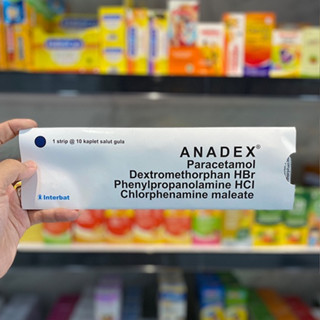 1 strip @ 10 kaplet salut gula
ANADEX®
Paracetamol
Dextromethorphan HBr
Phenylpropanolamine HCl
Chlorphenamine maleate
Interbat